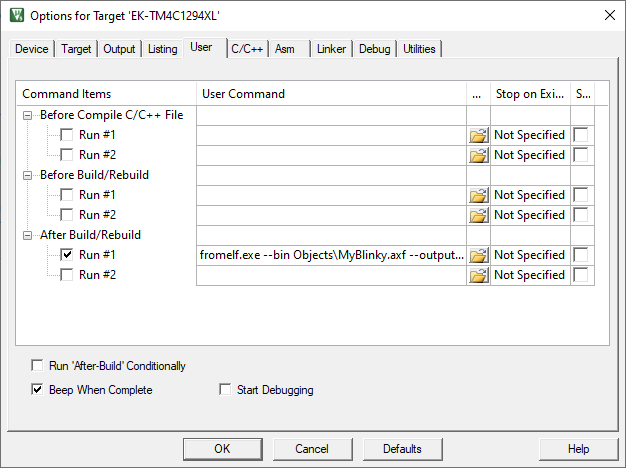 Options for Target 'EK-TM4C1294XL'
Device Target Output Listing User C/C++ Asm Linker Debug Utilities
Command Items User Command ... Stop on Exi... S...
Before Compile C/C++ File
Run #1 Not Specified
Run #2 Not Specified
Before Build/Rebuild
Run #1 Not Specified
Run #2 Not Specified
After Build/Rebuild
Run #1 fromelf.exe --bin Objects\MyBlinky.axf --output... Not Specified
Run #2 Not Specified
Run 'After-Build' Conditionally
Beep When Complete Start Debugging
OK Cancel Defaults Help